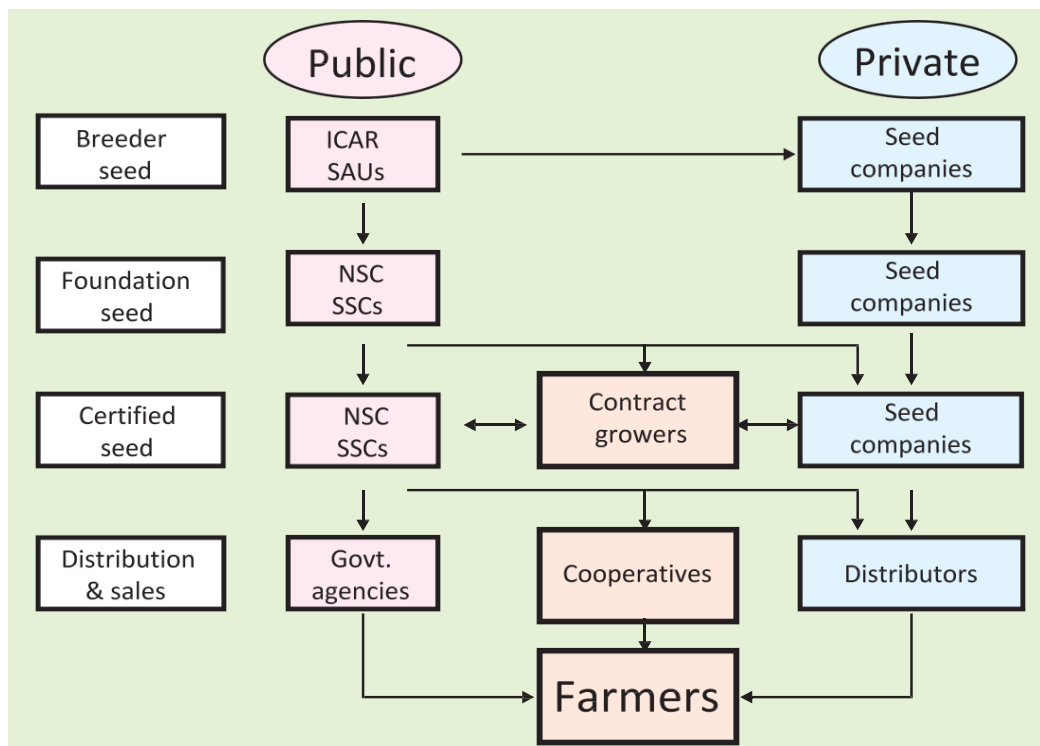 Public
Private
Breeder
seed
ICAR
SAUs
Seed
companies
Foundation
seed
NSC
SSCs
Seed
companies
Certified
seed
NSC
SSCs
Contract
growers
Seed
companies
Distribution
& sales
Govt.
agencies
Cooperatives
Distributors
Farmers